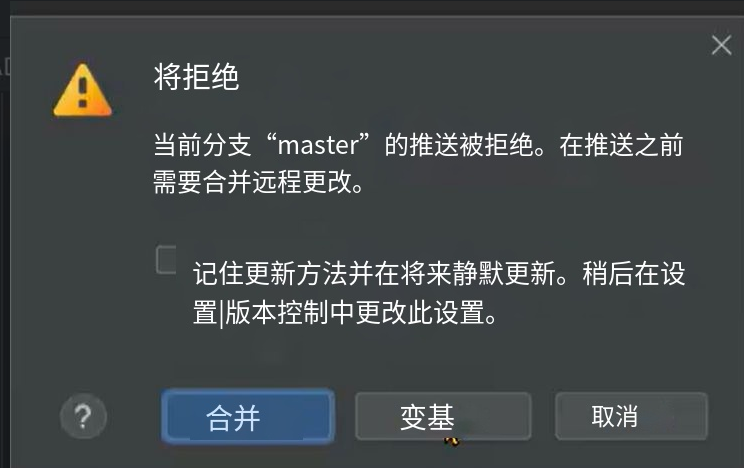 将拒绝
当前分支“master”的推送被拒绝。在推送之前
需要合并远程更改。
记住更新方法并在将来静默更新。稍后在设
置|版本控制中更改此设置。
?
合并
变基
取消